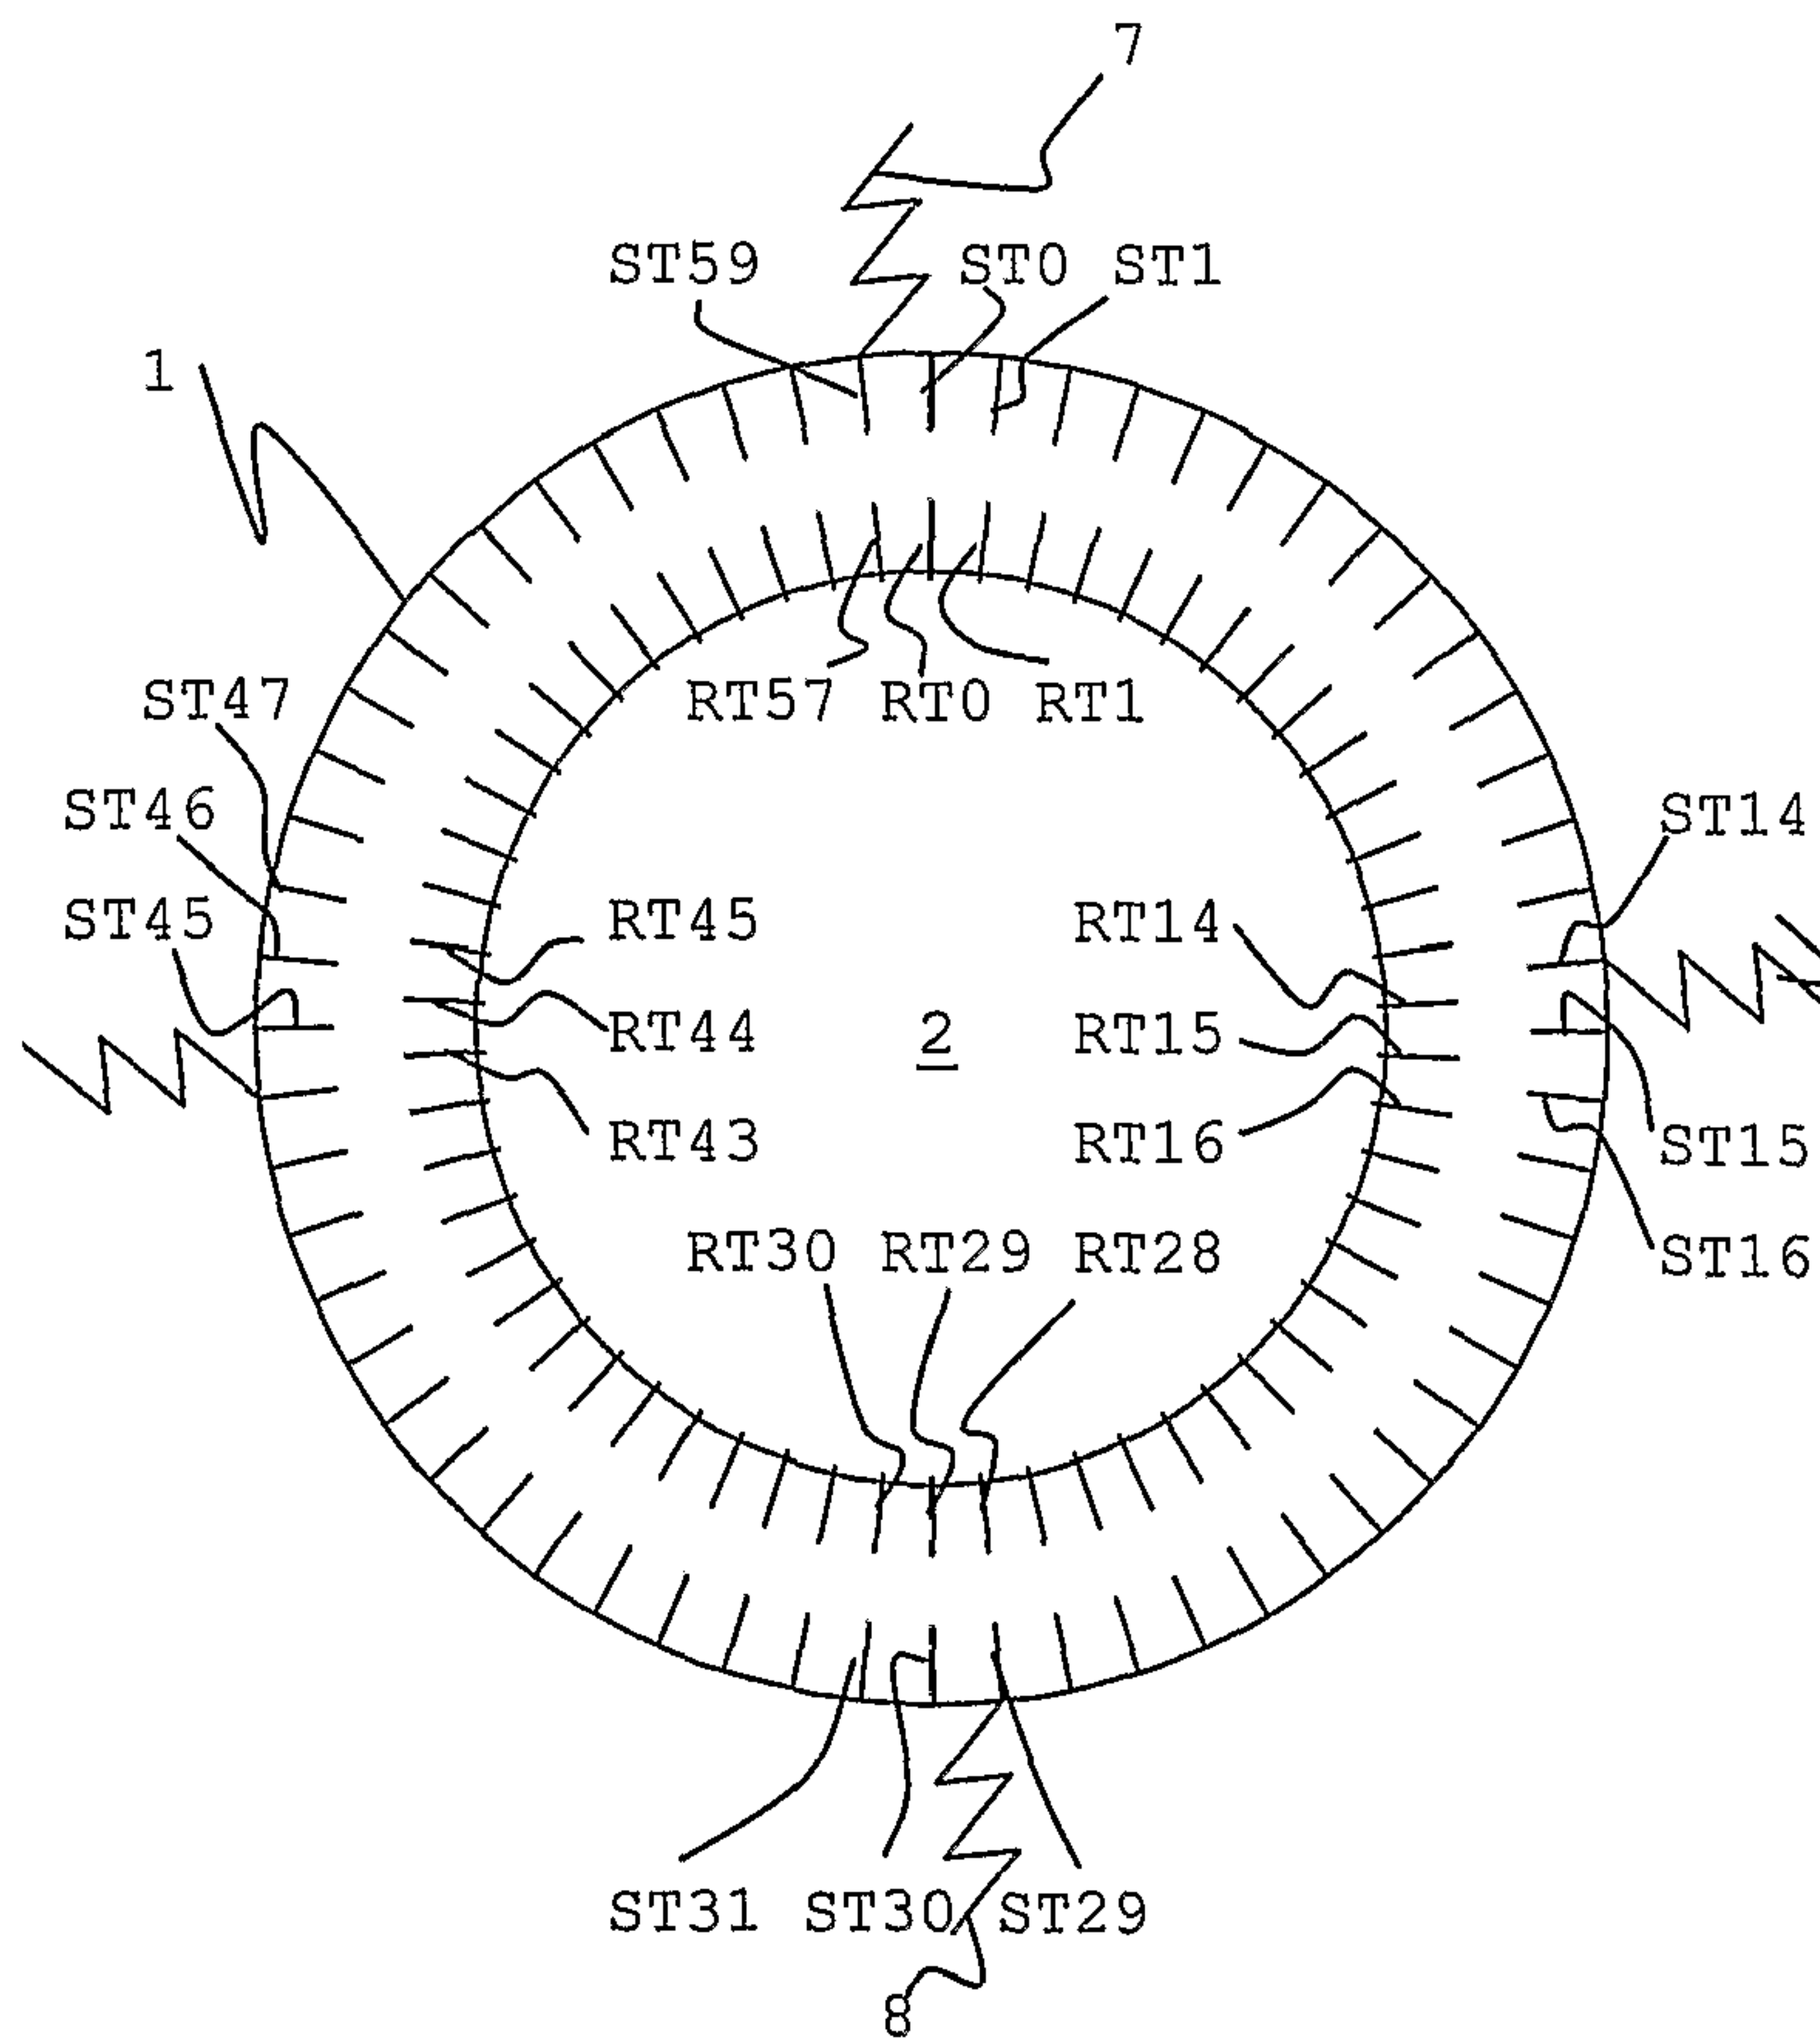 7
ST59 ST0 ST1
1
RT57 RT0 RT1
ST47
ST46
ST14
ST45
RT45
RT14
RT44
2
RT15
RT43
RT16
ST15
RT30 RT29 RT28
ST16
ST31 ST30 ST29
8